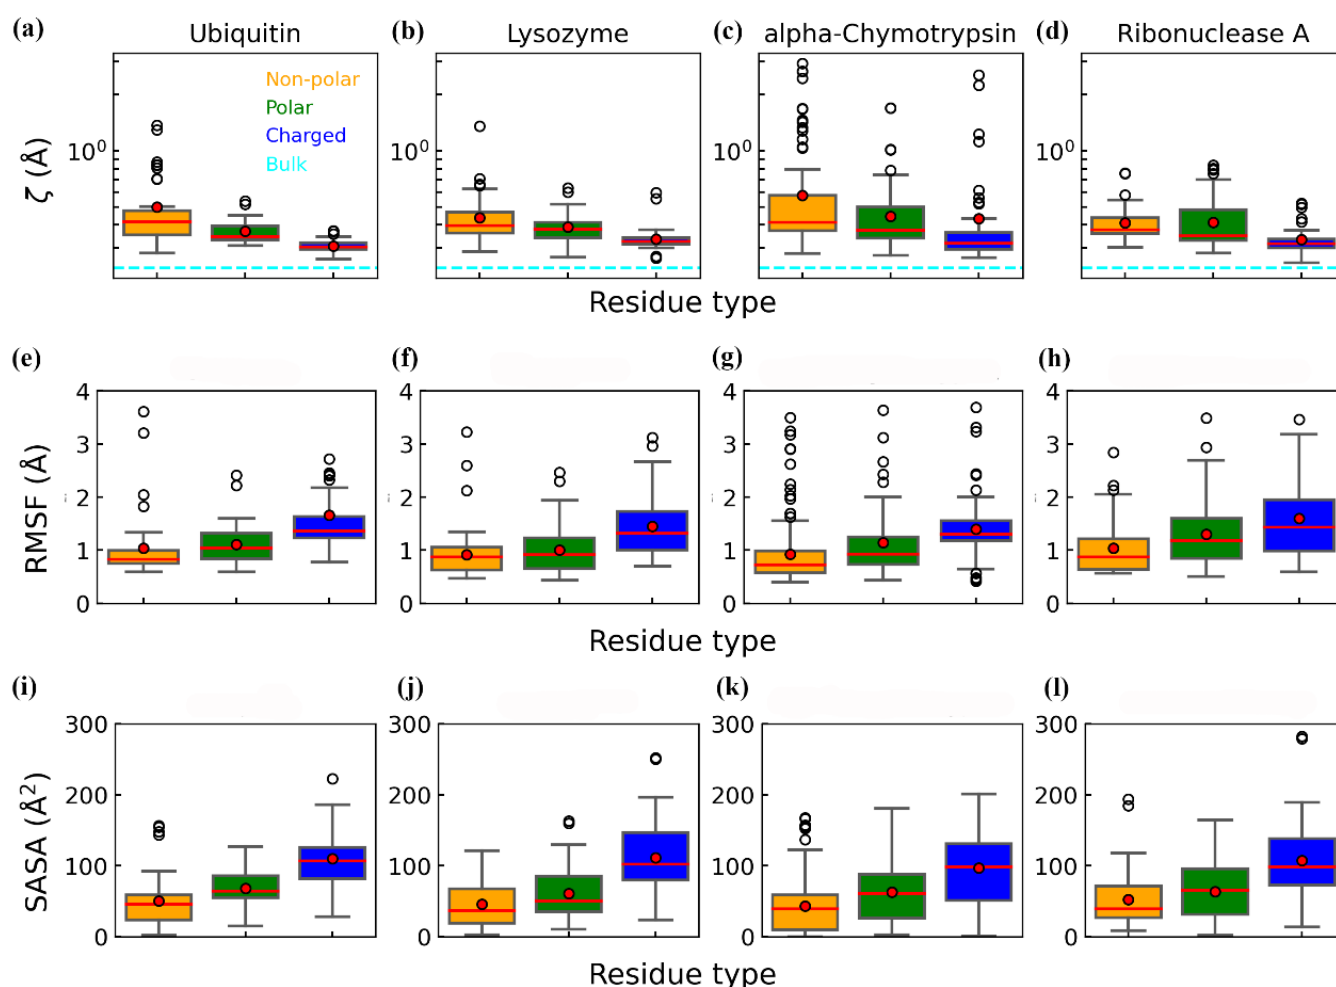 (a) Ubiquitin (b) Lysozyme (c) alpha-Chymotrypsin (d) Ribonuclease A
Non-polar
Polar
Charged
Bulk
ζ (Å)
10⁰ 10⁰ 10⁰ 10⁰
Residue type
(e) (f) (g) (h)
RMSF (Å)
4 4 4 4
3 3 3 3
2 2 2 2
1 1 1 1
0 0 0 0
Residue type
(i) (j) (k) (l)
SASA (Å²)
300 300 300 300
200 200 200 200
100 100 100 100
0 0 0 0
Residue type